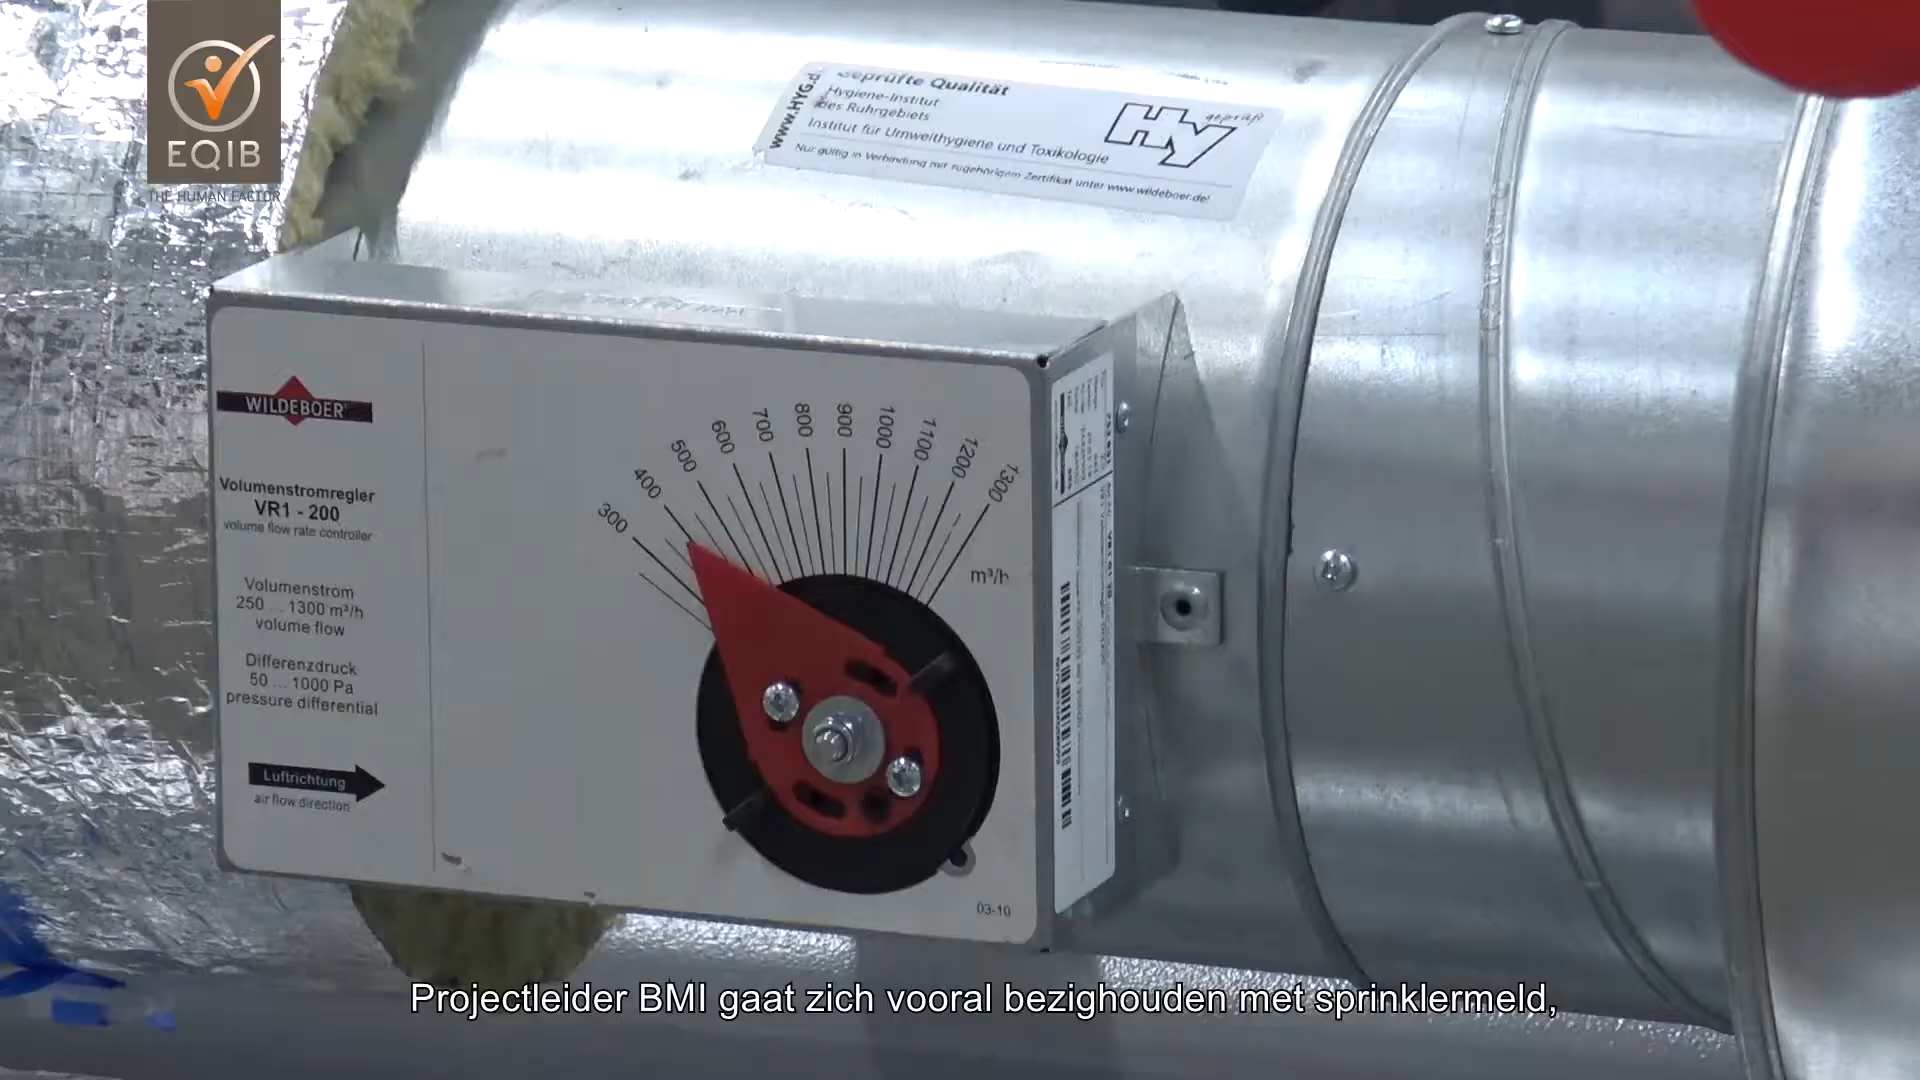 EQIB
THE HUMAN FACTOR
www.HYG.d
Geprüfte Qualität
Hygiene-Institut
des Ruhrgebiets
Institut für Umwelthygiene und Toxikologie
Nur gültig in Verbindung mit zugehörigem Zertifikat unter www.wildeboer.de!
Hy
geprüft
WILDEBOER
Volumenstromregler
VR1 - 200
volume flow rate controller
Volumenstrom
250 ... 1300 m³/h
volume flow
Differenzdruck
50 ... 1000 Pa
pressure differential
Luftrichtung
air flow direction
300
400
500
600
700
800
900
1000
1100
1200
1300
m³/h
03-10
Projectleider BMI gaat zich vooral bezighouden met sprinklermeld,